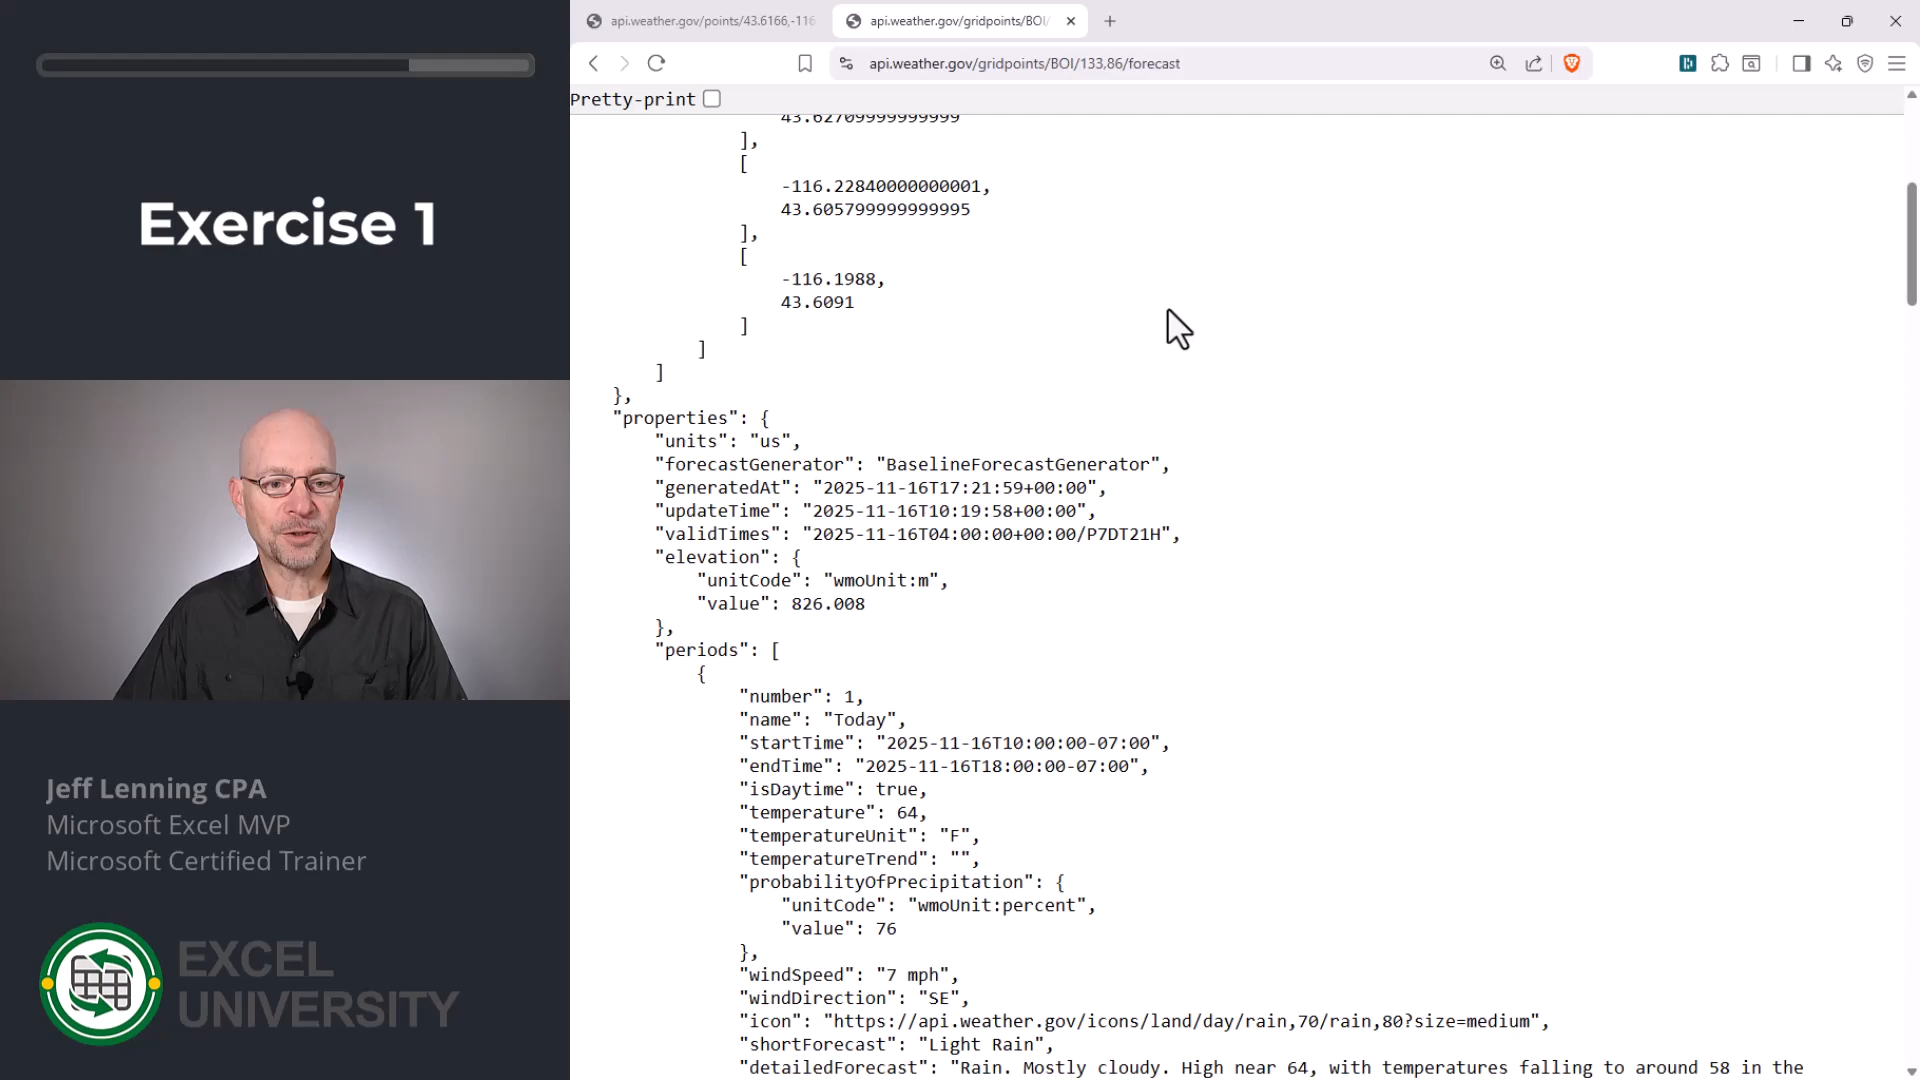 Exercise 1
Jeff Lenning CPA
Microsoft Excel MVP
Microsoft Certified Trainer
EXCEL
UNIVERSITY
api.weather.gov/points/43.6166,-116
api.weather.gov/gridpoints/BOI/
api.weather.gov/gridpoints/BOI/133,86/forecast
Pretty-print
43.62709999999999
],
[
-116.22840000000001,
43.605799999999995
],
[
-116.1988,
43.6091
]
]
]
},
"properties": {
"units": "us",
"forecastGenerator": "BaselineForecastGenerator",
"generatedAt": "2025-11-16T17:21:59+00:00",
"updateTime": "2025-11-16T10:19:58+00:00",
"validTimes": "2025-11-16T04:00:00+00:00/P7DT21H",
"elevation": {
"unitCode": "wmoUnit:m",
"value": 826.008
},
"periods": [
{
"number": 1,
"name": "Today",
"startTime": "2025-11-16T10:00:00-07:00",
"endTime": "2025-11-16T18:00:00-07:00",
"isDaytime": true,
"temperature": 64,
"temperatureUnit": "F",
"temperatureTrend": "",
"probabilityOfPrecipitation": {
"unitCode": "wmoUnit:percent",
"value": 76
},
"windSpeed": "7 mph",
"windDirection": "SE",
"icon": "https://api.weather.gov/icons/land/day/rain,70/rain,80?size=medium",
"shortForecast": "Light Rain",
"detailedForecast": "Rain. Mostly cloudy. High near 64, with temperatures falling to around 58 in the